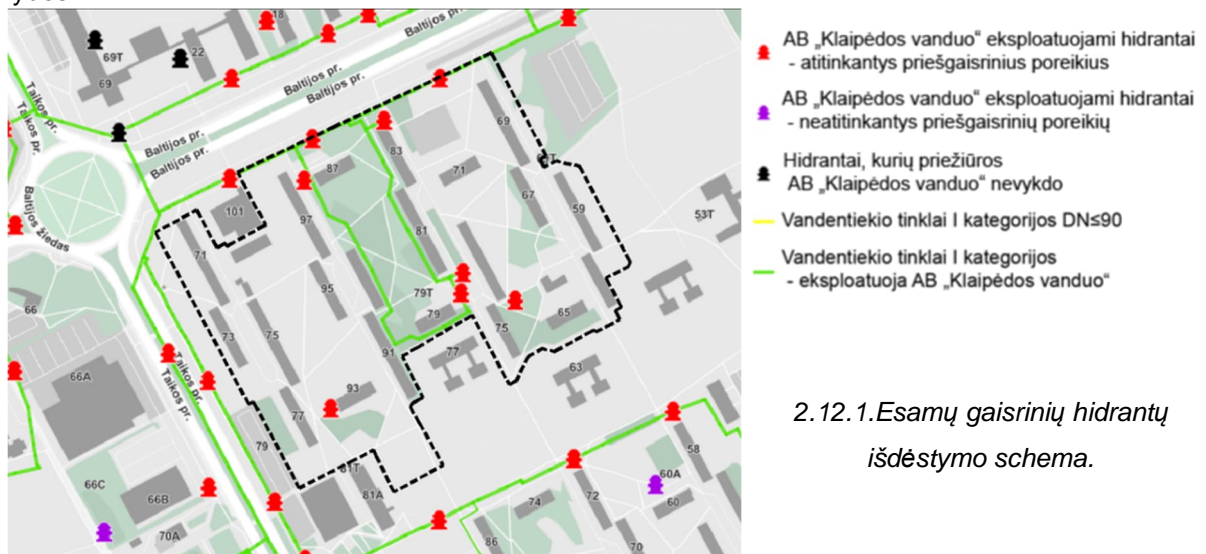 18
69T
22
69
Baltijos pr.
Baltijos pr.
Taikos pr.
Taikos pr.
Baltijos pr.
Baltijos pr.
Baltijos žiedas
87
83
69
71
67
59
53T
101
97
81
71
95
79T
79
65
75
66
73
75
91
77
63
66A
Taikos pr.
Taikos pr.
93
77
79
81T
81A
58
60A
60
66C
66B
70A
74
72
86
70
AB „Klaipėdos vanduo“ eksploatuojami hidrantai
- atitinkantys priešgaisrinius poreikius
AB „Klaipėdos vanduo“ eksploatuojami hidrantai
- neatitinkantys priešgaisrinių poreikių
Hidrantai, kurių priežiūros
AB „Klaipėdos vanduo“ nevykdo
Vandentiekio tinklai I kategorijos DN≤90
Vandentiekio tinklai I kategorijos
- eksploatuoja AB „Klaipėdos vanduo“
2.12.1.Esamų gaisrinių hidrantų
išdėstymo schema.